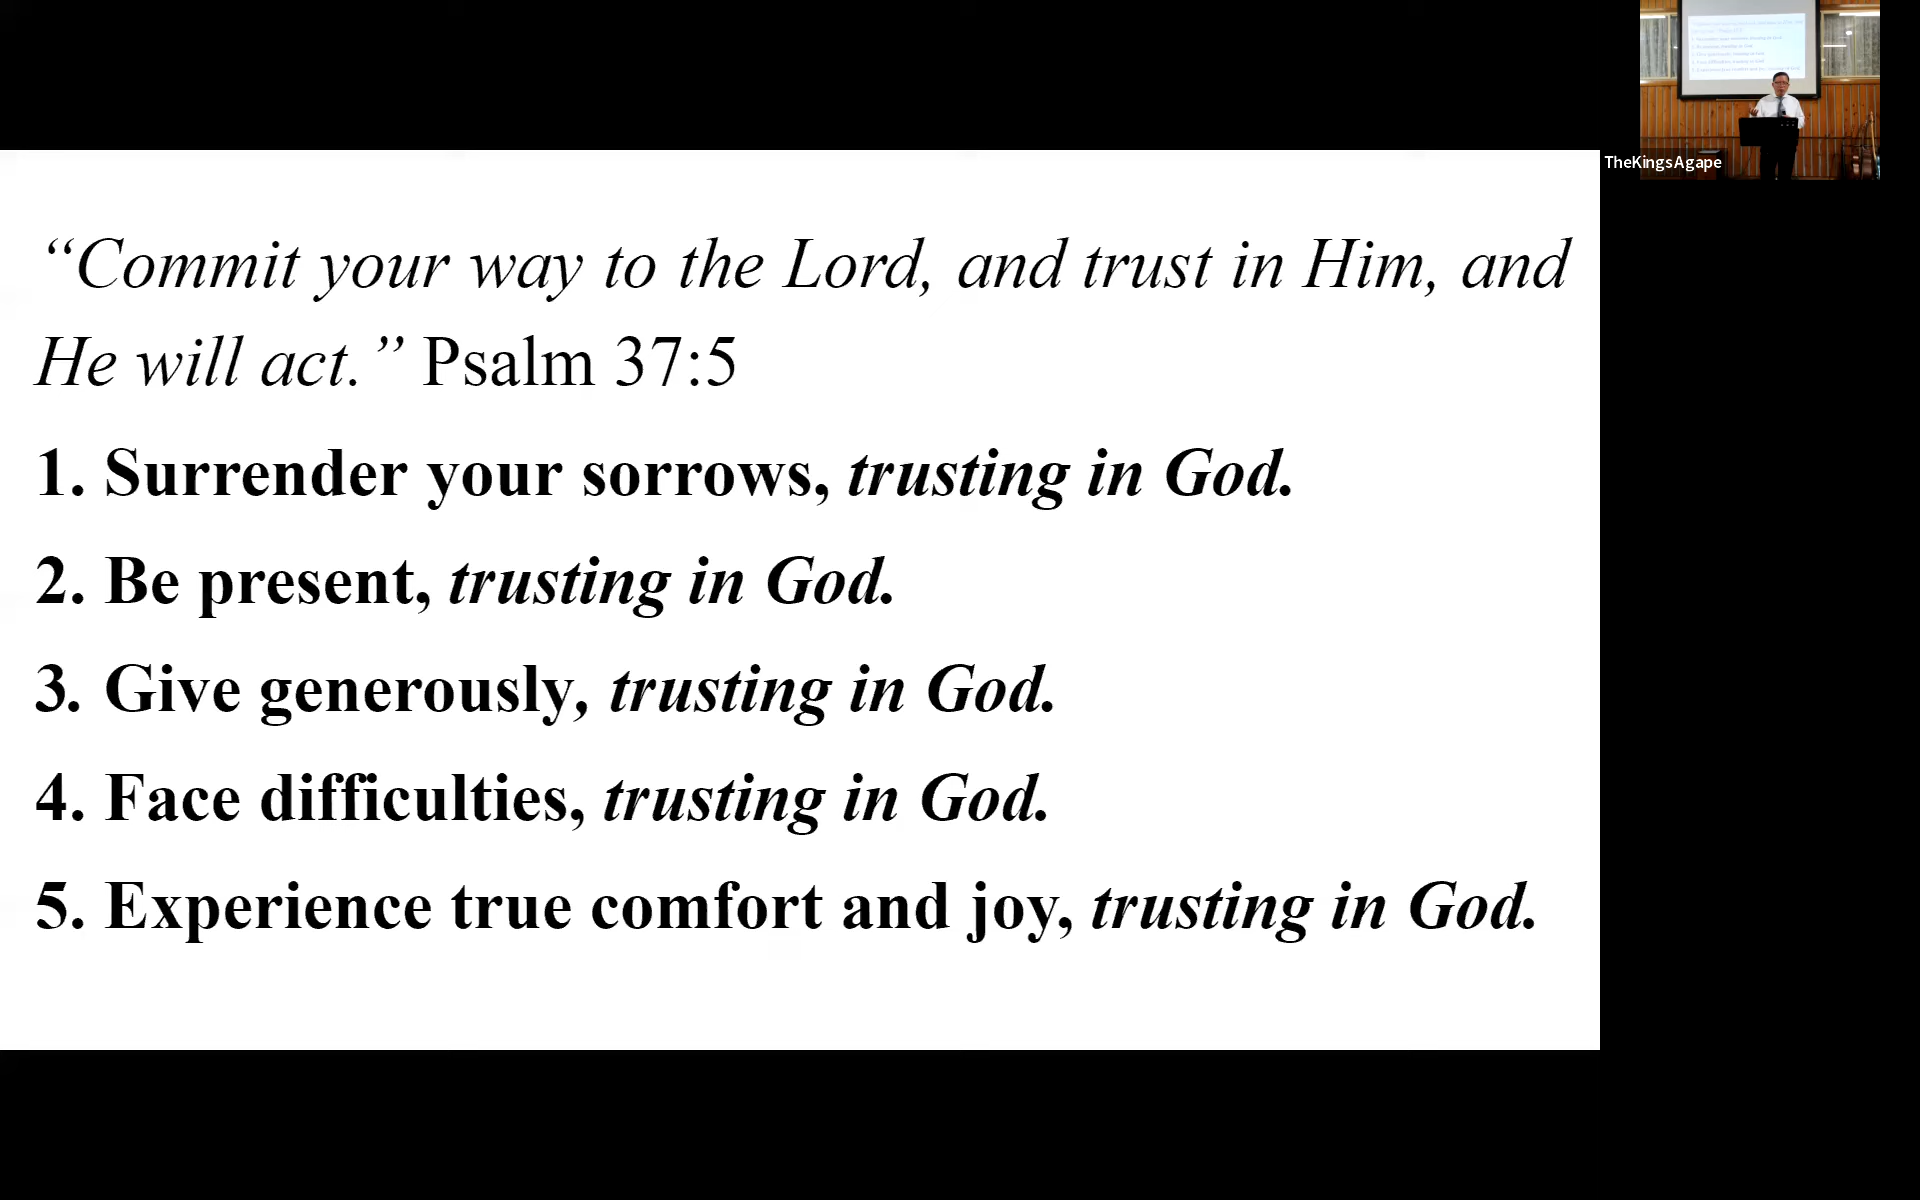 “Commit your way to the Lord, and trust in Him, and
He will act.” Psalm 37:5
1. Surrender your sorrows, trusting in God.
2. Be present, trusting in God.
3. Give generously, trusting in God.
4. Face difficulties, trusting in God.
5. Experience true comfort and joy, trusting in God.
TheKingsAgape